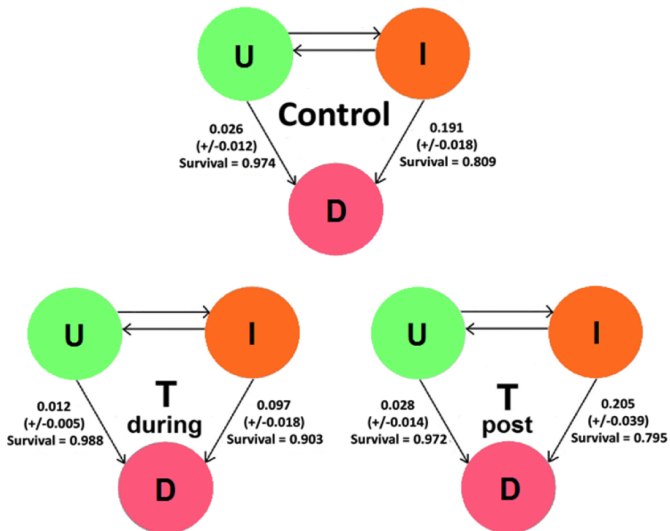 U
I
Control
0.026
(+/-0.012)
Survival = 0.974
0.191
(+/-0.018)
Survival = 0.809
D
U
I
T
during
0.012
(+/-0.005)
Survival = 0.988
0.097
(+/-0.018)
Survival = 0.903
D
U
I
T
post
0.028
(+/-0.014)
Survival = 0.972
0.205
(+/-0.039)
Survival = 0.795
D